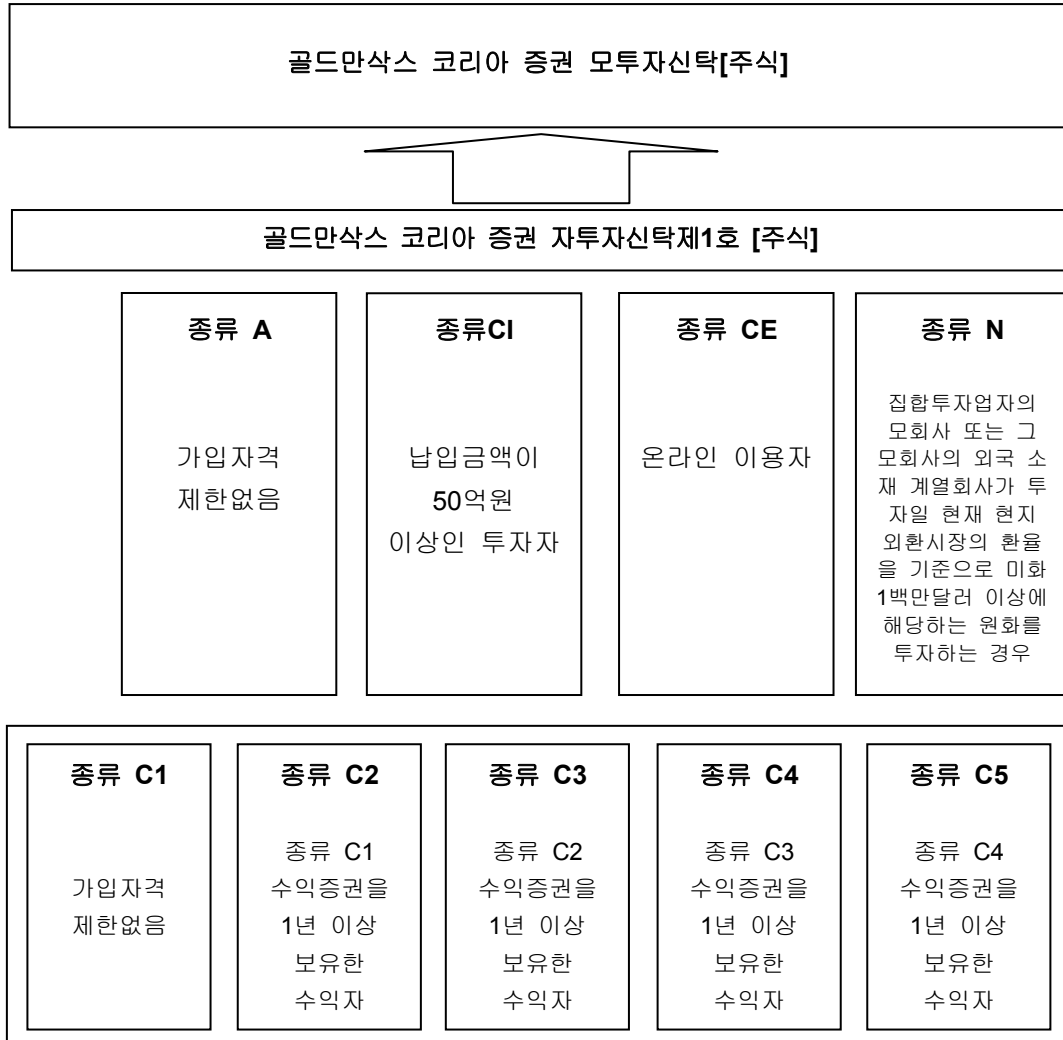 골드만삭스 코리아 증권 모투자신탁[주식]
골드만삭스 코리아 증권 자투자신탁제1호 [주식]
종류 A
가입자격
제한없음
종류CI
납입금액이
50억원
이상인 투자자
종류 CE
온라인 이용자
종류 N
집합투자업자의
모회사 또는 그
모회사의 외국 소
재 계열회사가 투
자일 현재 현지
외환시장의 환율
을 기준으로 미화
1백만달러 이상에
해당하는 원화를
투자하는 경우
종류 C1
가입자격
제한없음
종류 C2
종류 C1
수익증권을
1년 이상
보유한
수익자
종류 C3
종류 C2
수익증권을
1년 이상
보유한
수익자
종류 C4
종류 C3
수익증권을
1년 이상
보유한
수익자
종류 C5
종류 C4
수익증권을
1년 이상
보유한
수익자